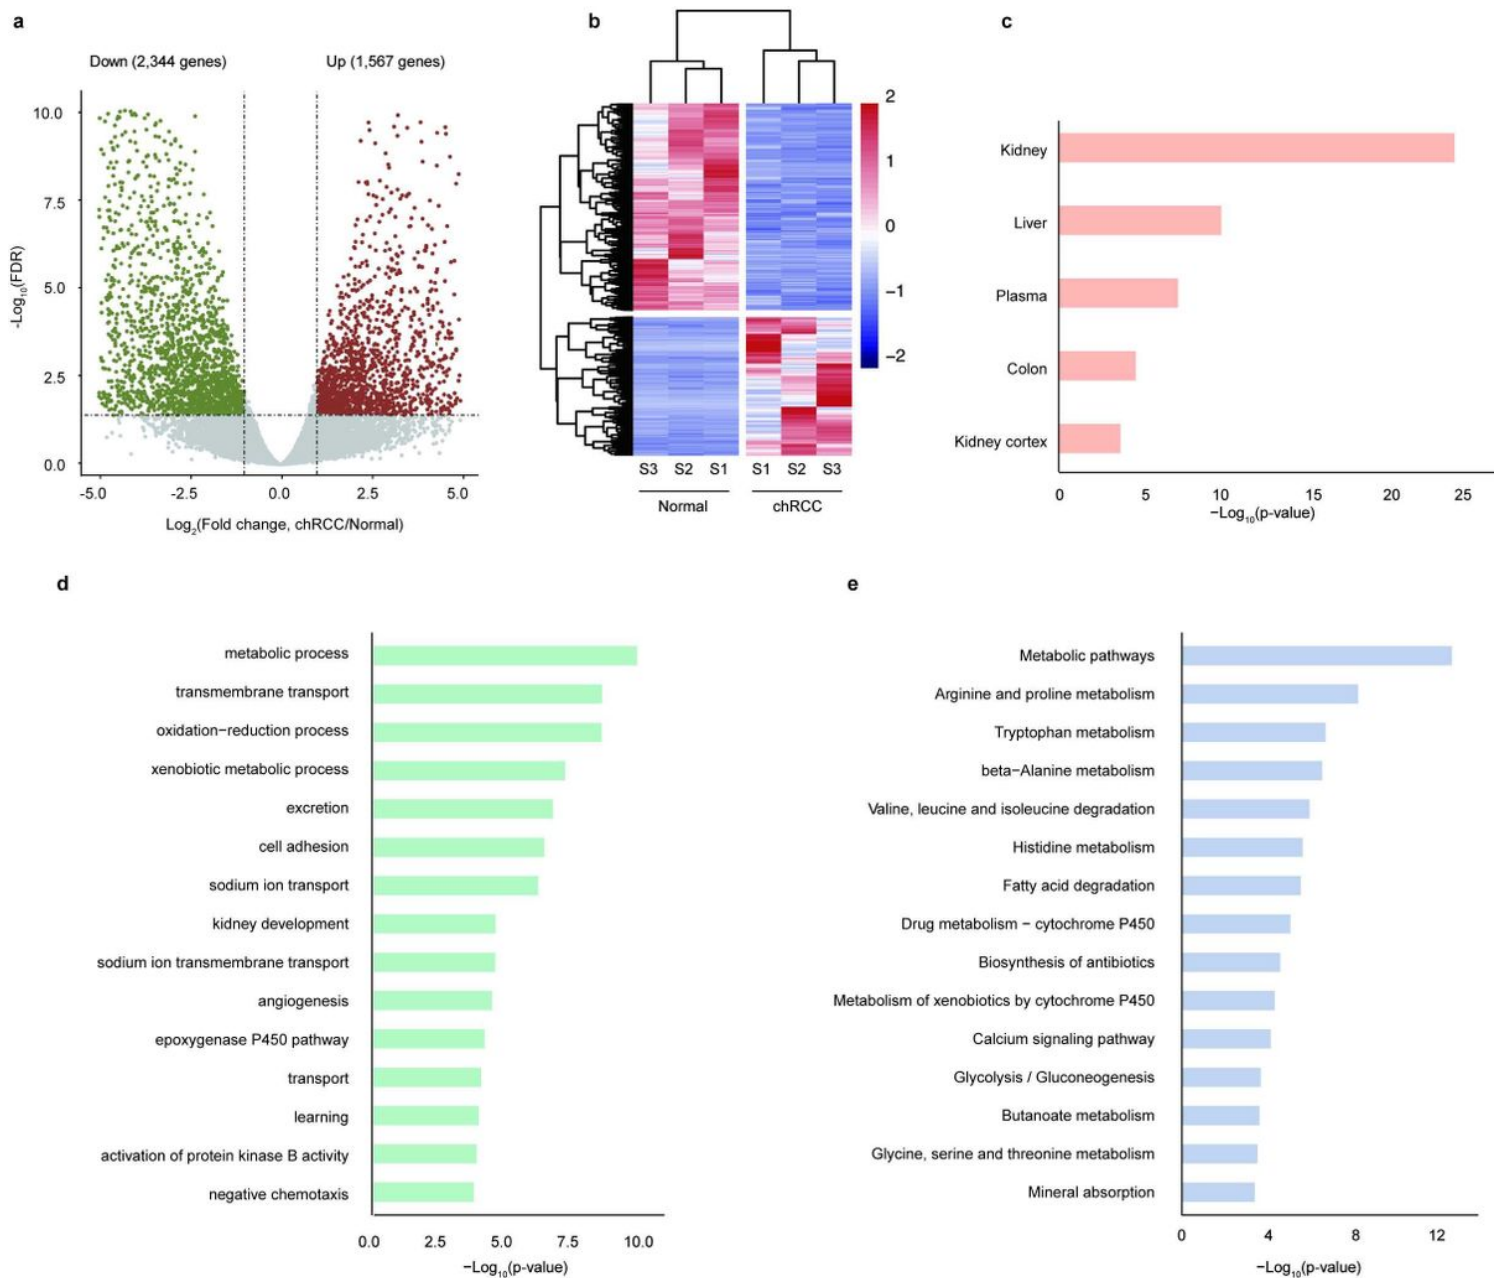 a
Down (2,344 genes)
Up (1,567 genes)
10.0
7.5
5.0
2.5
0.0
-Log10(FDR)
-5.0
-2.5
0.0
2.5
5.0
Log2(Fold change, chRCC/Normal)
b
2
1
0
−1
−2
S3
S2
S1
S1
S2
S3
Normal
chRCC
c
Kidney
Liver
Plasma
Colon
Kidney cortex
0
5
10
15
20
25
−Log10(p-value)
d
metabolic process
transmembrane transport
oxidation−reduction process
xenobiotic metabolic process
excretion
cell adhesion
sodium ion transport
kidney development
sodium ion transmembrane transport
angiogenesis
epoxygenase P450 pathway
transport
learning
activation of protein kinase B activity
negative chemotaxis
0.0
2.5
5.0
7.5
10.0
−Log10(p-value)
e
Metabolic pathways
Arginine and proline metabolism
Tryptophan metabolism
beta−Alanine metabolism
Valine, leucine and isoleucine degradation
Histidine metabolism
Fatty acid degradation
Drug metabolism − cytochrome P450
Biosynthesis of antibiotics
Metabolism of xenobiotics by cytochrome P450
Calcium signaling pathway
Glycolysis / Gluconeogenesis
Butanoate metabolism
Glycine, serine and threonine metabolism
Mineral absorption
0
4
8
12
−Log10(p-value)